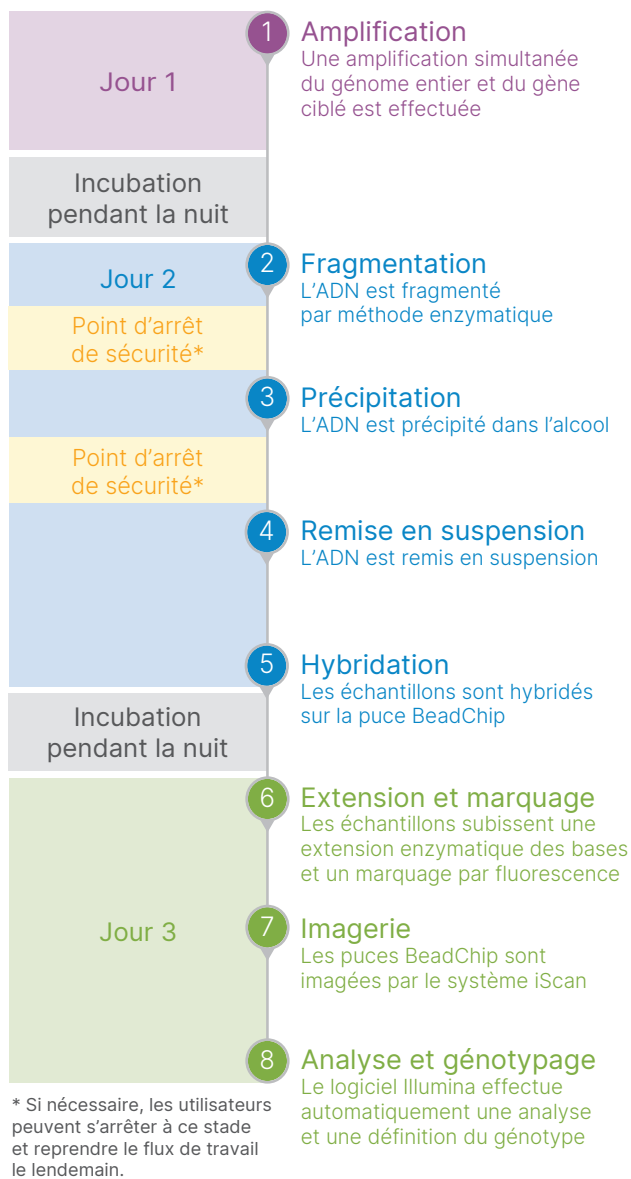 1
Amplification
Une amplification simultanée
du génome entier et du gène
ciblé est effectuée
Jour 1
Incubation
pendant la nuit
2
Fragmentation
L'ADN est fragmenté
par méthode enzymatique
Jour 2
Point d'arrêt
de sécurité*
3
Précipitation
L'ADN est précipité dans l'alcool
Point d'arrêt
de sécurité*
4
Remise en suspension
L'ADN est remis en suspension
5
Hybridation
Les échantillons sont hybridés
sur la puce BeadChip
Incubation
pendant la nuit
6
Extension et marquage
Les échantillons subissent une
extension enzymatique des bases
et un marquage par fluorescence
Jour 3
7
Imagerie
Les puces BeadChip sont
imagées par le système iScan
8
Analyse et génotypage
Le logiciel Illumina effectue
automatiquement une analyse
et une définition du génotype
* Si nécessaire, les utilisateurs
peuvent s'arrêter à ce stade
et reprendre le flux de travail
le lendemain.